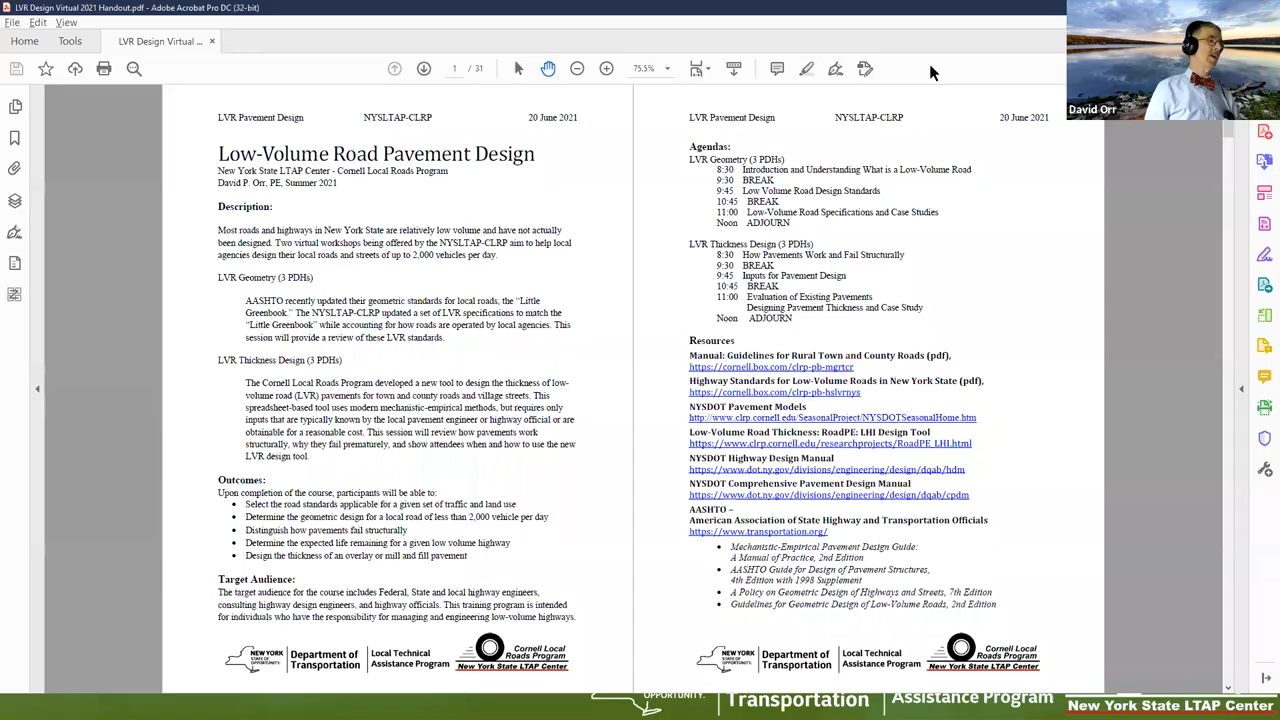 LVR Design Virtual 2021 Handout.pdf - Adobe Acrobat Pro DC (32-bit)
File Edit View
Home Tools LVR Design Virtual ... ×
1 / 31 75.5%
David Orr
LVR Pavement Design NYSLTAP-CLRP 20 June 2021
Low-Volume Road Pavement Design
New York State LTAP Center - Cornell Local Roads Program
David P. Orr, PE, Summer 2021
Description:
Most roads and highways in New York State are relatively low volume and have not actually
been designed. Two virtual workshops being offered by the NYSLTAP-CLRP aim to help local
agencies design their local roads and streets of up to 2,000 vehicles per day.
LVR Geometry (3 PDHs)
AASHTO recently updated their geometric standards for local roads, the “Little
Greenbook.” The NYSLTAP-CLRP updated a set of LVR specifications to match the
“Little Greenbook” while accounting for how roads are operated by local agencies. This
session will provide a review of these LVR standards.
LVR Thickness Design (3 PDHs)
The Cornell Local Roads Program developed a new tool to design the thickness of low-
volume road (LVR) pavements for town and county roads and village streets. This
spreadsheet-based tool uses modern mechanistic-empirical methods, but requires only
inputs that are typically known by the local pavement engineer or highway official or are
obtainable for a reasonable cost. This session will review how pavements work
structurally, why they fail prematurely, and show attendees when and how to use the new
LVR design tool.
Outcomes:
Upon completion of the course, participants will be able to:
• Select the road standards applicable for a given set of traffic and land use
• Determine the geometric design for a local road of less than 2,000 vehicle per day
• Distinguish how pavements fail structurally
• Determine the expected life remaining for a given low volume highway
• Design the thickness of an overlay or mill and fill pavement
Target Audience:
The target audience for the course includes Federal, State and local highway engineers,
consulting highway design engineers, and highway officials. This training program is intended
for individuals who have the responsibility for managing and engineering low-volume highways.
NEW YORK STATE OF OPPORTUNITY. Department of Transportation Local Technical Assistance Program Cornell Local Roads Program New York State LTAP Center
LVR Pavement Design NYSLTAP-CLRP 20 June 2021
Agendas:
LVR Geometry (3 PDHs)
8:30 Introduction and Understanding What is a Low-Volume Road
9:30 BREAK
9:45 Low Volume Road Design Standards
10:45 BREAK
11:00 Low-Volume Road Specifications and Case Studies
Noon ADJOURN
LVR Thickness Design (3 PDHs)
8:30 How Pavements Work and Fail Structurally
9:30 BREAK
9:45 Inputs for Pavement Design
10:45 BREAK
11:00 Evaluation of Existing Pavements
Designing Pavement Thickness and Case Study
Noon ADJOURN
Resources
Manual: Guidelines for Rural Town and County Roads (pdf),
https://cornell.box.com/clrp-pb-mgrtcr
Highway Standards for Low-Volume Roads in New York State (pdf),
https://cornell.box.com/clrp-pb-hslvrnys
NYSDOT Pavement Models
http://www.clrp.cornell.edu/SeasonalProject/NYSDOTSeasonalHome.htm
Low-Volume Road Thickness: RoadPE: LHI Design Tool
https://www.clrp.cornell.edu/researchprojects/RoadPE_LHI.html
NYSDOT Highway Design Manual
https://www.dot.ny.gov/divisions/engineering/design/dqab/hdm
NYSDOT Comprehensive Pavement Design Manual
https://www.dot.ny.gov/divisions/engineering/design/dqab/cpdm
AASHTO –
American Association of State Highway and Transportation Officials
https://www.transportation.org/
• Mechanistic-Empirical Pavement Design Guide:
A Manual of Practice, 2nd Edition
• AASHTO Guide for Design of Pavement Structures,
4th Edition with 1998 Supplement
• A Policy on Geometric Design of Highways and Streets, 7th Edition
• Guidelines for Geometric Design of Low-Volume Roads, 2nd Edition
NEW YORK STATE OF OPPORTUNITY. Department of Transportation Local Technical Assistance Program Cornell Local Roads Program New York State LTAP Center
OPPORTUNITY. Transportation Assistance Program New York State LTAP Center